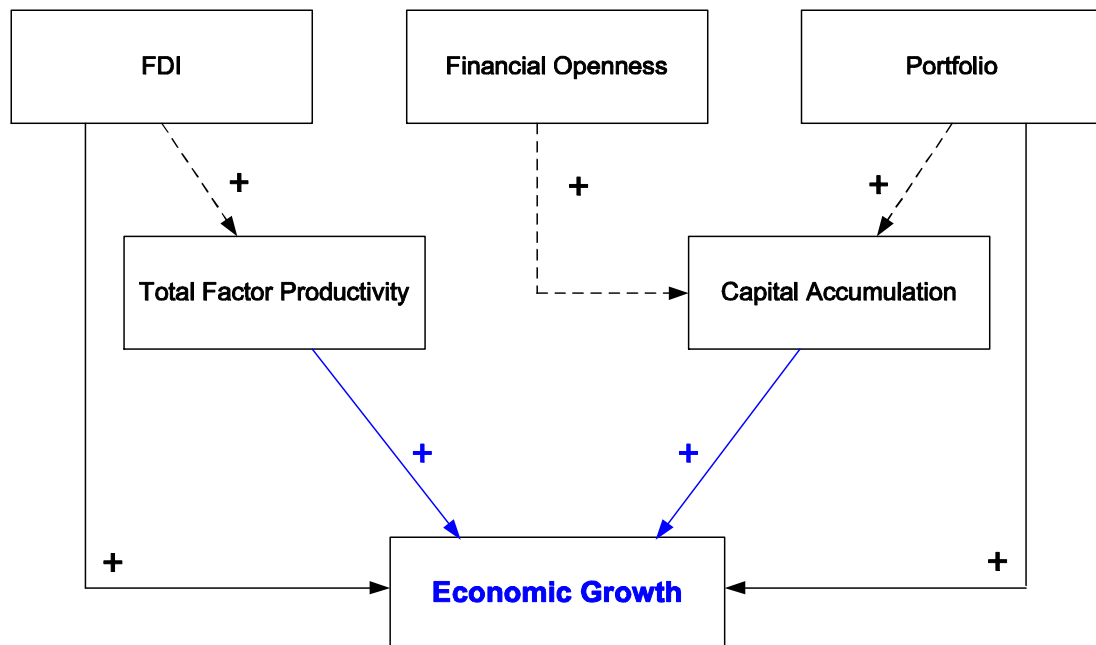 FDI
Financial Openness
Portfolio
+
+
+
Total Factor Productivity
Capital Accumulation
+
+
+
+
Economic Growth